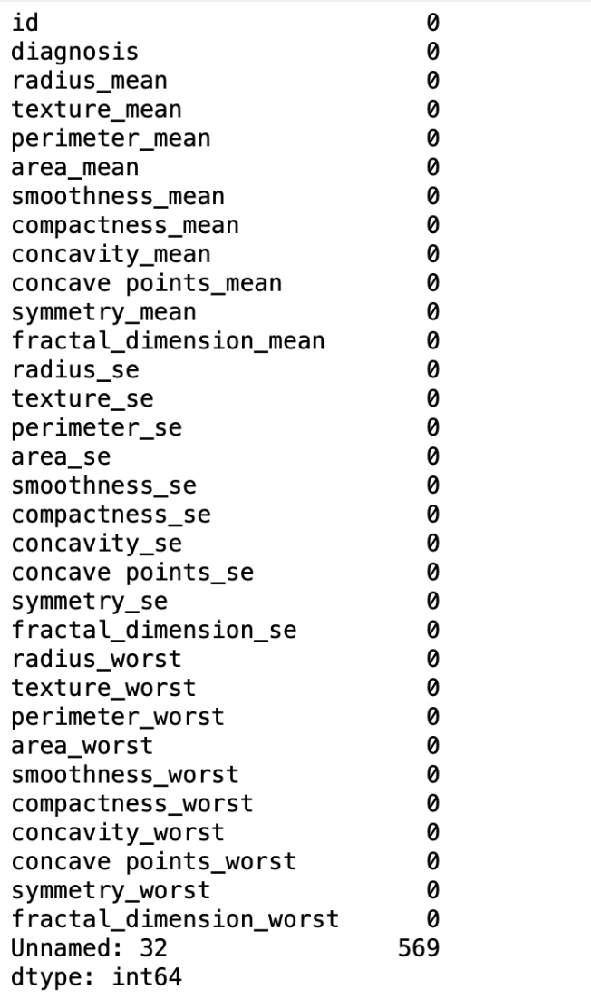 id 0
diagnosis 0
radius_mean 0
texture_mean 0
perimeter_mean 0
area_mean 0
smoothness_mean 0
compactness_mean 0
concavity_mean 0
concave points_mean 0
symmetry_mean 0
fractal_dimension_mean 0
radius_se 0
texture_se 0
perimeter_se 0
area_se 0
smoothness_se 0
compactness_se 0
concavity_se 0
concave points_se 0
symmetry_se 0
fractal_dimension_se 0
radius_worst 0
texture_worst 0
perimeter_worst 0
area_worst 0
smoothness_worst 0
compactness_worst 0
concavity_worst 0
concave points_worst 0
symmetry_worst 0
fractal_dimension_worst 0
Unnamed: 32 569
dtype: int64